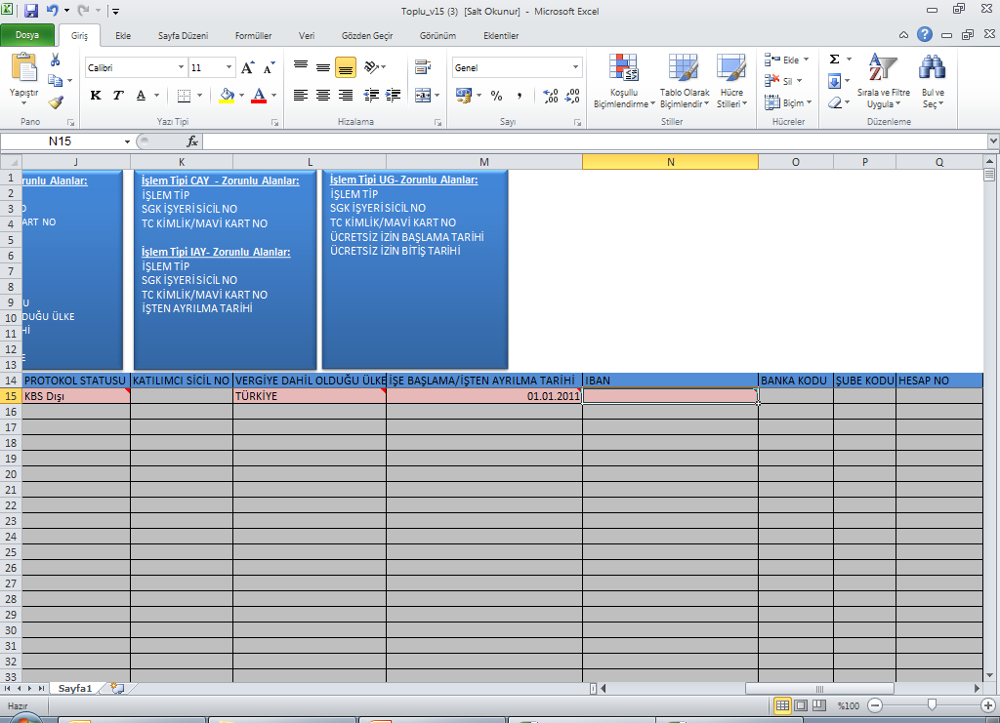 Toplu_v15 (3) [Salt Okunur] - Microsoft Excel
Dosya Giriş Ekle Sayfa Düzeni Formüller Veri Gözden Geçir Görünüm Eklentiler
Calibri 11 Genel
Yapıştır
K T A
Koşullu Biçimlendirme
Tablo Olarak Biçimlendir
Hücre Stilleri
Ekle
Sil
Biçim
Sırala ve Filtre Uygula
Bul ve Seç
Pano Yazı Tipi Hizalama Sayı Stiller Hücreler Düzenleme
N15 fx
J K L M N O P Q
runlu Alanlar:
ART NO
DUĞU ÜLKE
İşlem Tipi CAY - Zorunlu Alanlar:
İŞLEM TİP
SGK İŞYERİ SİCİL NO
TC KİMLİK/MAVİ KART NO
İşlem Tipi IAY- Zorunlu Alanlar:
İŞLEM TİP
SGK İŞYERİ SİCİL NO
TC KİMLİK/MAVİ KART NO
İŞTEN AYRILMA TARİHİ
İşlem Tipi UG- Zorunlu Alanlar:
İŞLEM TİP
SGK İŞYERİ SİCİL NO
TC KİMLİK/MAVİ KART NO
ÜCRETSİZ İZİN BAŞLAMA TARİHİ
ÜCRETSİZ İZİN BİTİŞ TARİHİ
1
2
3
4
5
6
7
8
9
10
11
12
13
14 PROTOKOL STATUSU KATILIMCI SİCİL NO VERGİYE DAHİL OLDUĞU ÜLKE İŞE BAŞLAMA/İŞTEN AYRILMA TARİHİ IBAN BANKA KODU ŞUBE KODU HESAP NO
15 KBS Dışı TÜRKİYE 01.01.2011
16
17
18
19
20
21
22
23
24
25
26
27
28
29
30
31
32
33
Sayfa1
Hazır %100